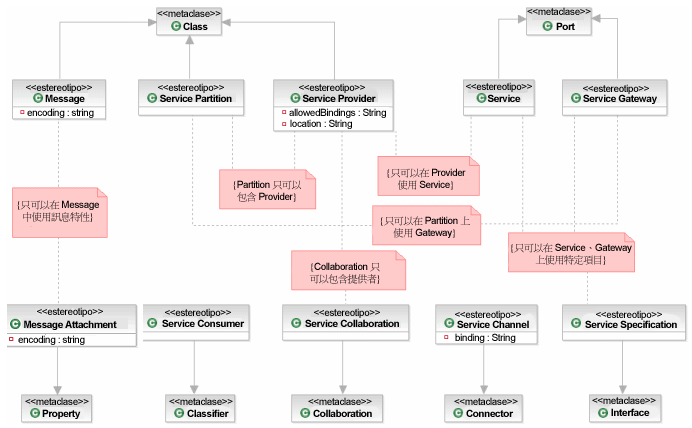 <<metaclase>>
Class
<<metaclase>>
Port
<<estereotipo>>
Message
encoding : string
<<estereotipo>>
Service Partition
<<estereotipo>>
Service Provider
allowedBindings : String
location : String
<<estereotipo>>
Service
<<estereotipo>>
Service Gateway
{Partition 只可以
包含 Provider}
{只可以在 Provider
使用 Service}
{只可以在 Message
中使用訊息特性}
{只可以在 Partition 上
使用 Gateway}
{只可以在 Service、Gateway
上使用特定項目}
{Collaboration 只
可以包含提供者}
<<estereotipo>>
Message Attachment
encoding : string
<<estereotipo>>
Service Consumer
<<estereotipo>>
Service Collaboration
<<estereotipo>>
Service Channel
binding : String
<<estereotipo>>
Service Specification
<<metaclase>>
Property
<<metaclase>>
Classifier
<<metaclase>>
Collaboration
<<metaclase>>
Connector
<<metaclase>>
Interface